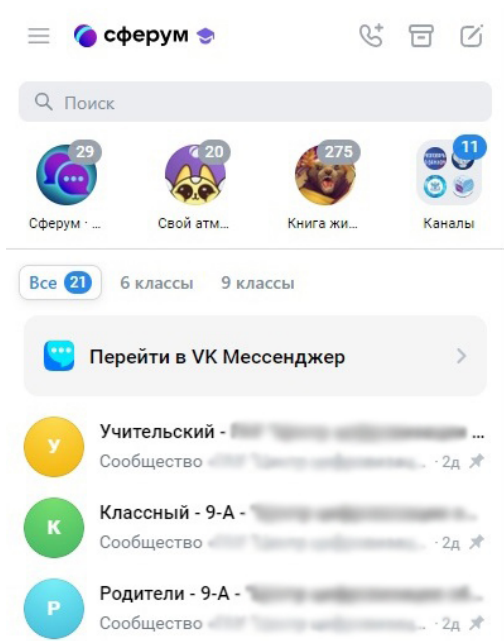 сферум
Поиск
29
20
275
11
Сферум · ...
Свой атм...
Книга жи...
Каналы
Все 21
6 классы
9 классы
Перейти в VK Мессенджер
У
Учительский - ...
Сообщество · 2д
К
Классный - 9-А - "
Сообщество · 2д
Р
Родители - 9-А - "
Сообщество · 2д